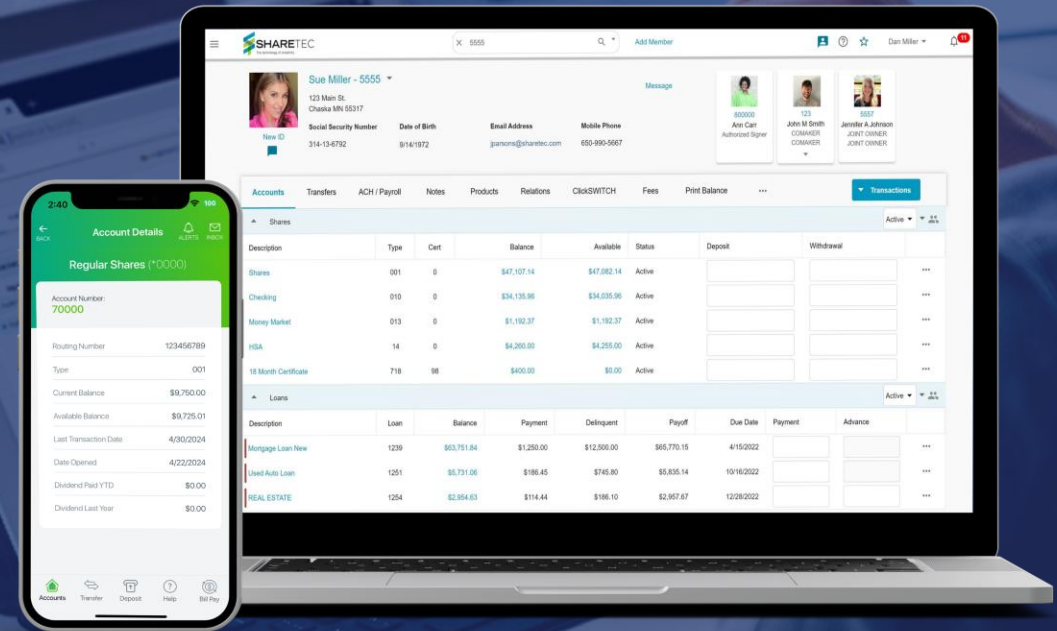 SHARETEC
5555
Add Member
Dan Miller
11
Sue Miller - 5555
123 Main St.
Chaska MN 55317
Message
New ID
Social Security Number Date of Birth Email Address Mobile Phone
314-13-6792 9/14/1972 jparsons@sharetec.com 650-990-5667
600000
Ann Carr
Authorized Signer
123
John M Smith
COMAKER
COMAKER
5557
Jennifer A Johnson
JOINT OWNER
JOINT OWNER
Accounts Transfers ACH / Payroll Notes Products Relations ClickSWITCH Fees Print Balance ... Transactions
Shares Active
Description Type Cert Balance Available Status Deposit Withdrawal
Shares 001 0 $47,107.14 $47,082.14 Active
Checking 010 0 $34,135.96 $34,035.96 Active
Money Market 013 0 $1,192.37 $1,192.37 Active
HSA 14 0 $4,260.00 $4,255.00 Active
18 Month Certificate 718 98 $400.00 $0.00 Active
Loans Active
Description Loan Balance Payment Delinquent Payoff Due Date Payment Advance
Mortgage Loan New 1239 $63,751.84 $1,250.00 $12,500.00 $65,770.15 4/15/2022
Used Auto Loan 1251 $5,731.06 $186.45 $745.80 $5,835.14 10/16/2022
REAL ESTATE 1254 $2,954.63 $114.44 $186.10 $2,957.67 12/28/2022
2:40 100
BACK Account Details ALERTS INBOX
Regular Shares (*0000)
Account Number:
70000
Routing Number 123456789
Type 001
Current Balance $9,750.00
Available Balance $9,725.01
Last Transaction Date 4/30/2024
Date Opened 4/22/2024
Dividend Paid YTD $0.00
Dividend Last Year $0.00
Accounts Transfer Deposit Help Bill Pay